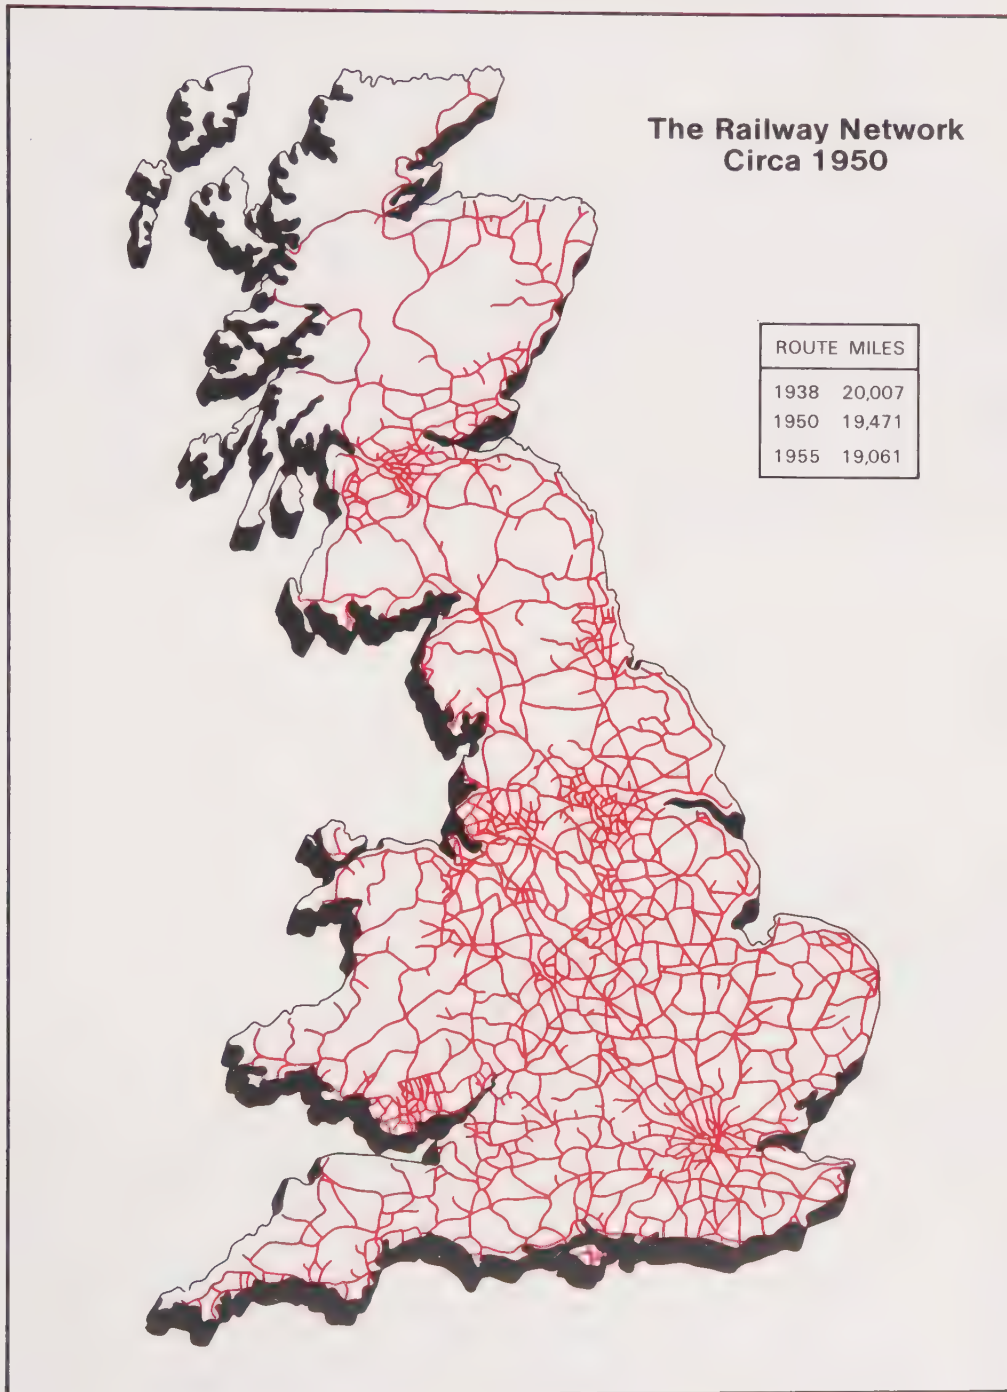 The Railway Network
Circa 1950
ROUTE MILES
1938 20,007
1950 19,471
1955 19,061